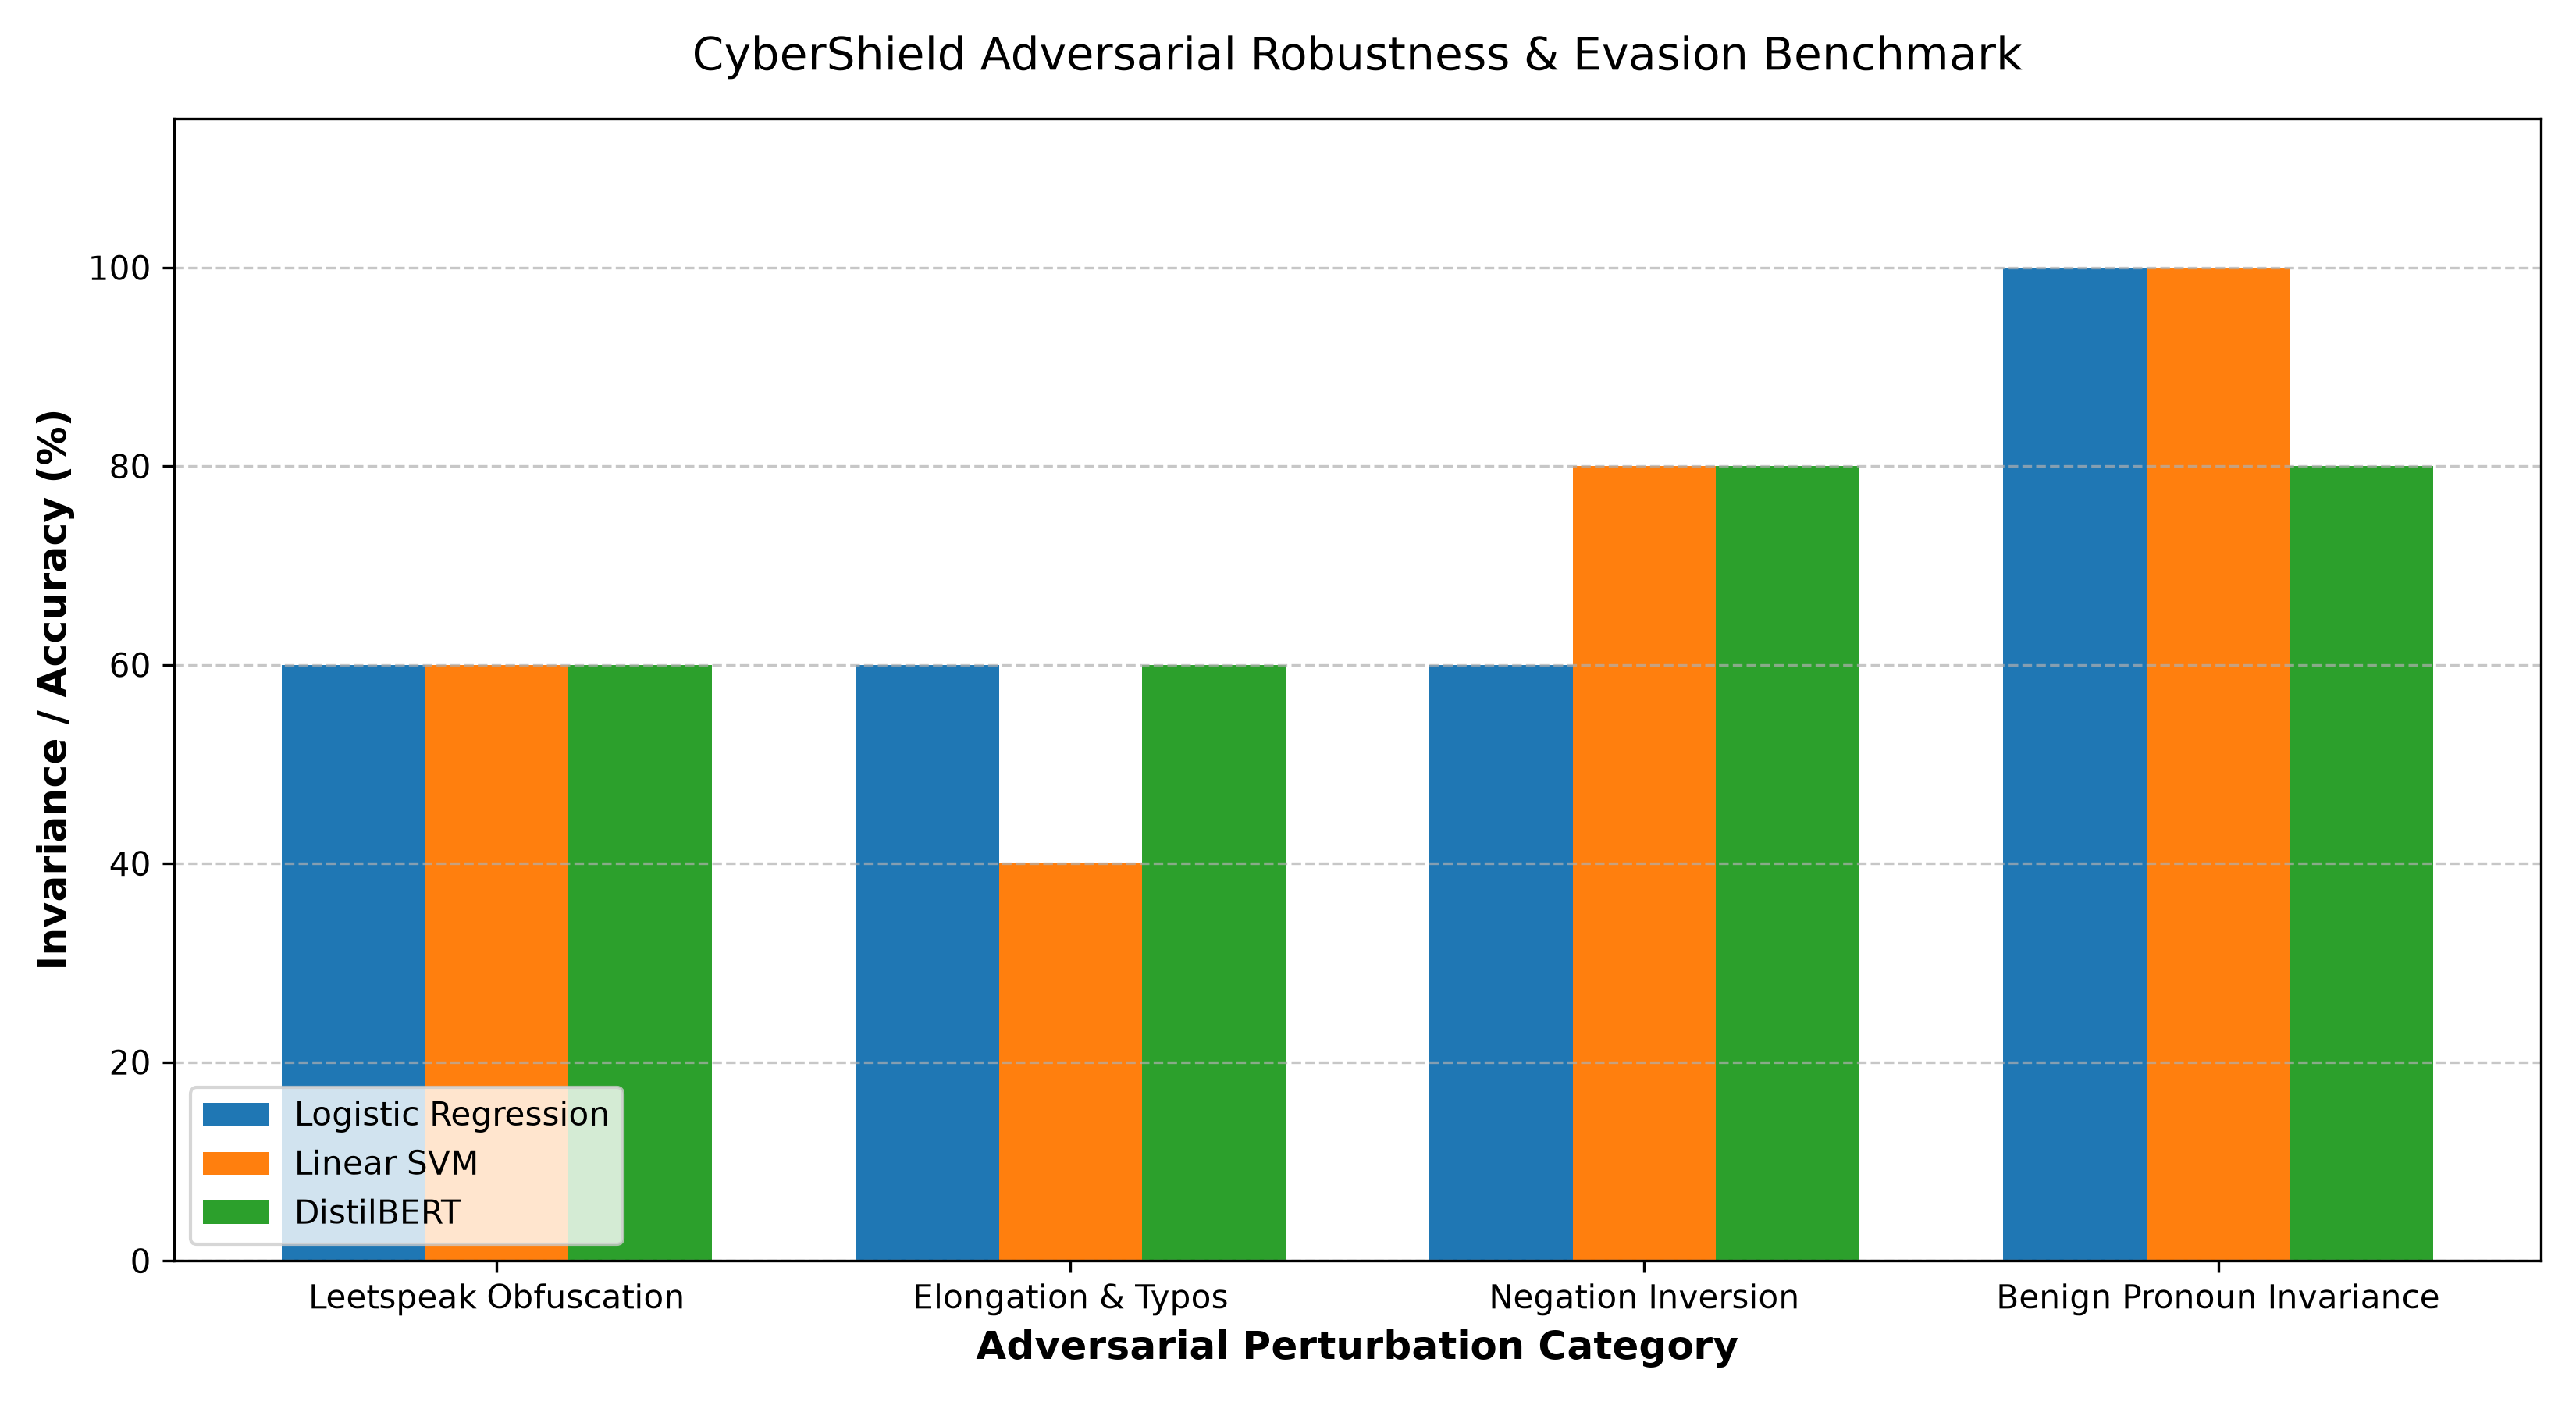 CyberShield Adversarial Robustness & Evasion Benchmark
Invariance / Accuracy (%)
100
80
60
40
20
0
Logistic Regression
Linear SVM
DistilBERT
Leetspeak Obfuscation
Elongation & Typos
Negation Inversion
Benign Pronoun Invariance
Adversarial Perturbation Category